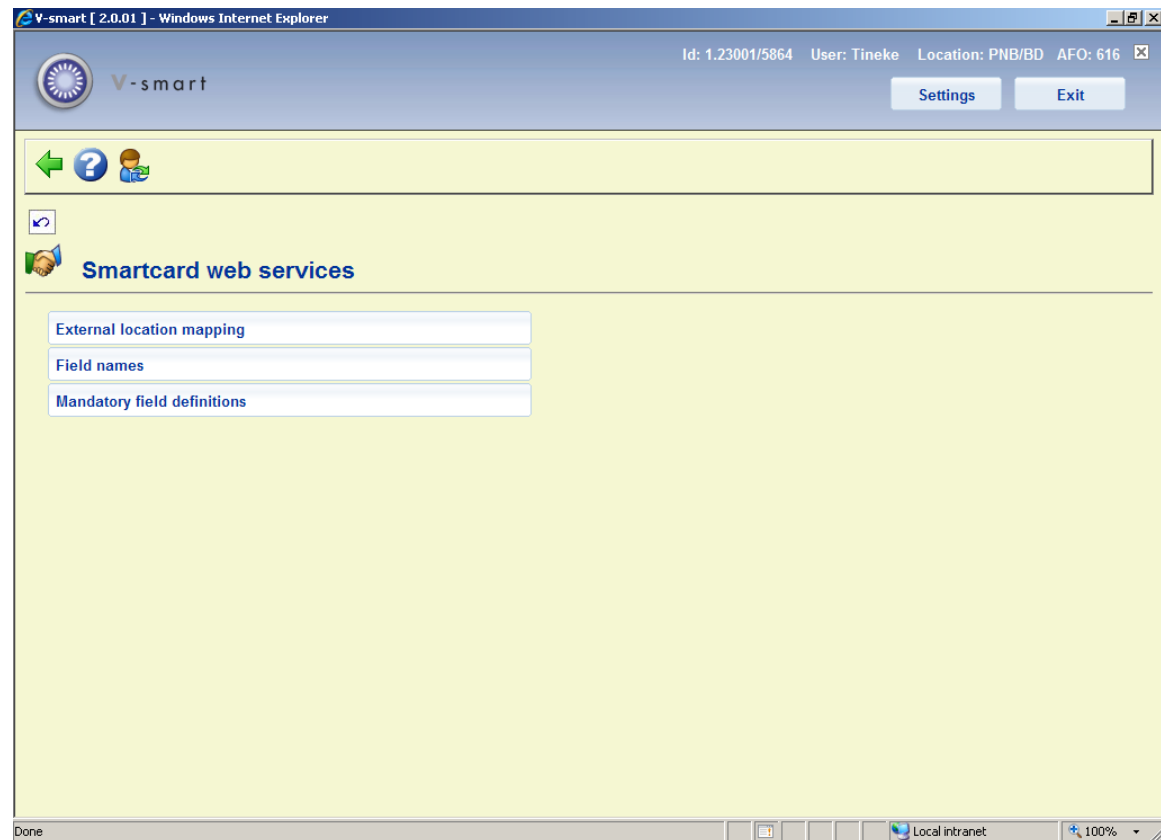 V-smart [ 2.0.01 ] - Windows Internet Explorer
Id: 1.23001/5864 User: Tineke Location: PNB/BD AFO: 616
V-smart
Settings Exit
Smartcard web services
External location mapping
Field names
Mandatory field definitions
Done Local intranet 100%